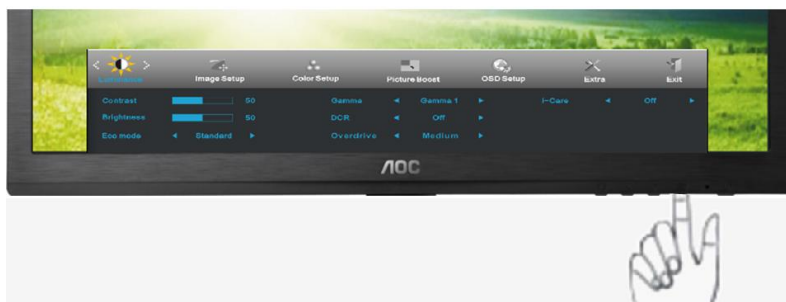 Luminance Image Setup Color Setup Picture Boost OSD Setup Extra Exit
Contrast 50 Gamma Gamma 1 i-Care Off
Brightness 50 DCR Off
Eco mode Standard Overdrive Medium
AOC